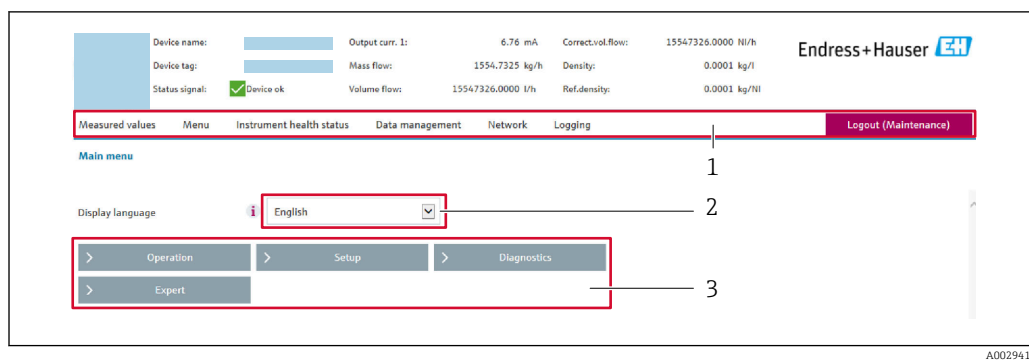 Device name: Output curr. 1: 6.76 mA Correct.vol.flow: 15547326.0000 Nl/h
Endress+Hauser EH
Device tag: Mass flow: 1554.7325 kg/h Density: 0.0001 kg/l
Status signal: Device ok Volume flow: 15547326.0000 l/h Ref.density: 0.0001 kg/Nl
Measured values Menu Instrument health status Data management Network Logging Logout (Maintenance)
1
Main menu
Display language i English 2
> Operation > Setup > Diagnostics
> Expert 3
A002941